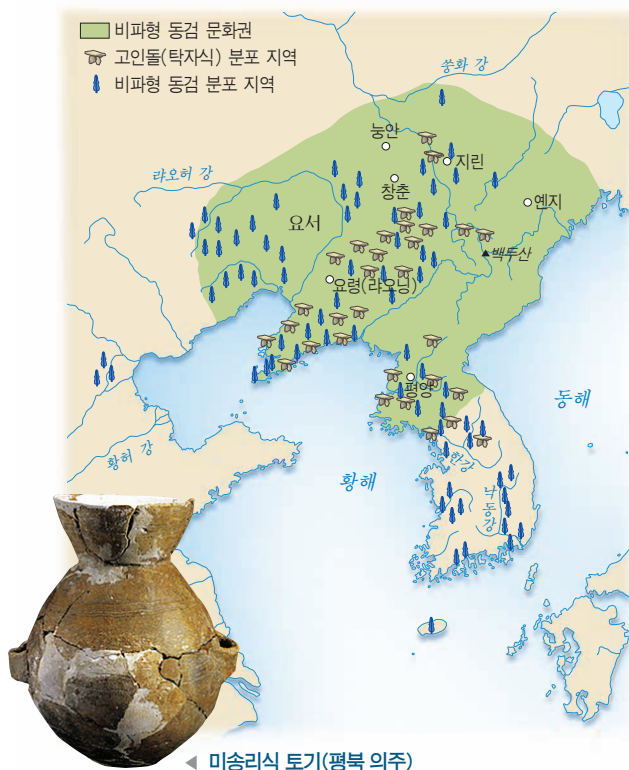 비파형 동검 문화권
고인돌(탁자식) 분포 지역
비파형 동검 분포 지역
쑹화 강
눙안
지린
랴오허 강
창춘
옌지
요서
백두산
요령(랴오닝)
평양
동해
황허 강
황해
한강
낙동강
◀ 미송리식 토기(평북 의주)